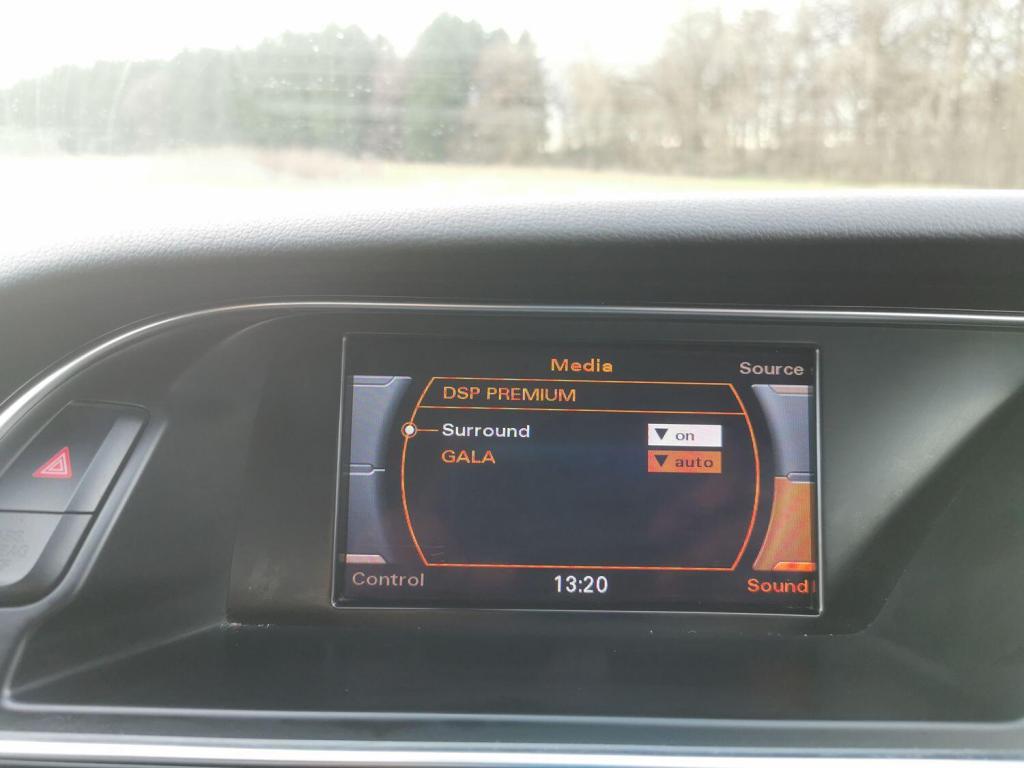 Media
Source
DSP PREMIUM
Surround ▼ on
GALA ▼ auto
Control
13:20
Sound